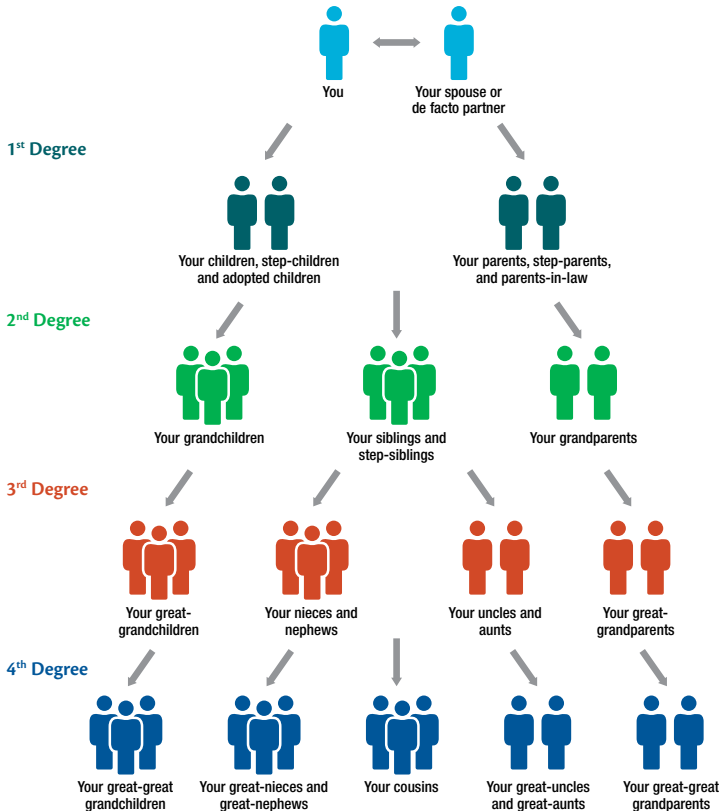 You
Your spouse or
de facto partner
1st Degree
Your children, step-children
and adopted children
Your parents, step-parents,
and parents-in-law
2nd Degree
Your grandchildren
Your siblings and
step-siblings
Your grandparents
3rd Degree
Your great-
grandchildren
Your nieces and
nephews
Your uncles and
aunts
Your great-
grandparents
4th Degree
Your great-great
grandchildren
Your great-nieces and
great-nephews
Your cousins
Your great-uncles
and great-aunts
Your great-great
grandparents